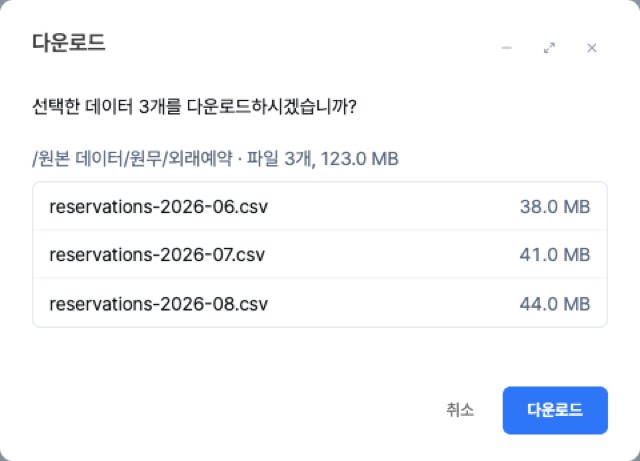 다운로드
선택한 데이터 3개를 다운로드하시겠습니까?
/원본 데이터/원무/외래예약 · 파일 3개, 123.0 MB
reservations-2026-06.csv 38.0 MB
reservations-2026-07.csv 41.0 MB
reservations-2026-08.csv 44.0 MB
취소 다운로드